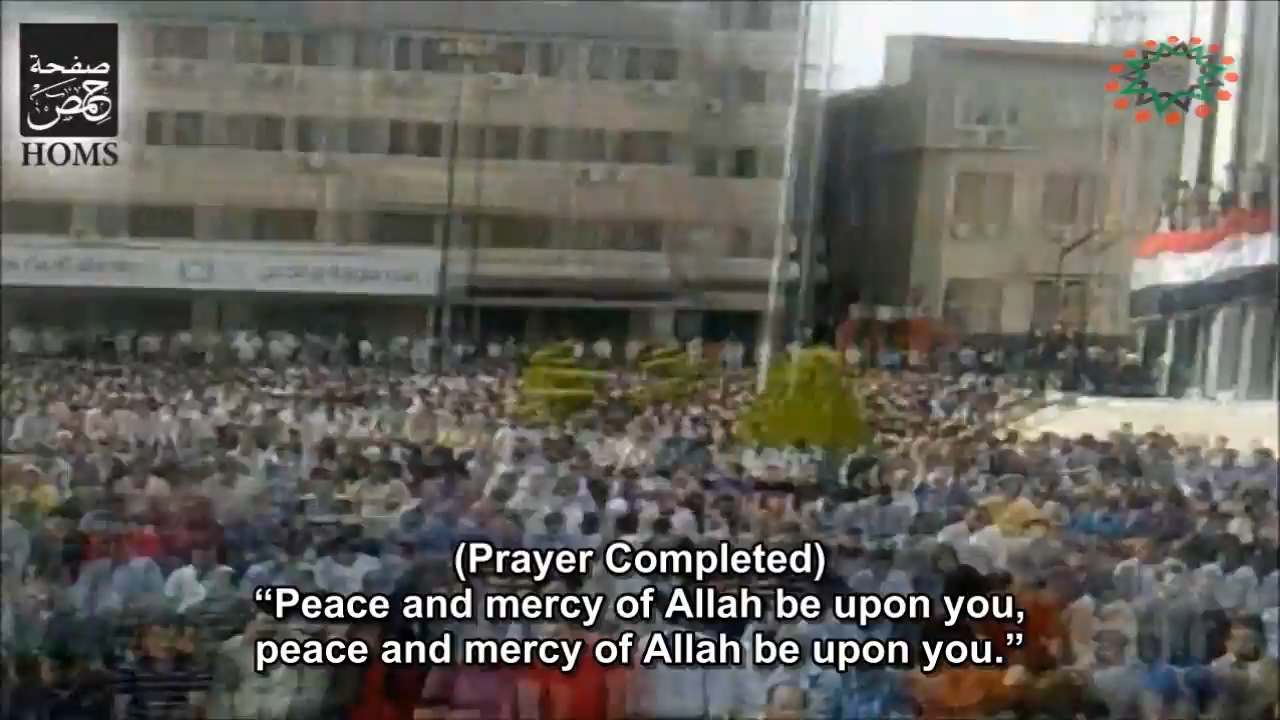 صفحة
حمص
HOMS
(Prayer Completed)
“Peace and mercy of Allah be upon you,
peace and mercy of Allah be upon you.”